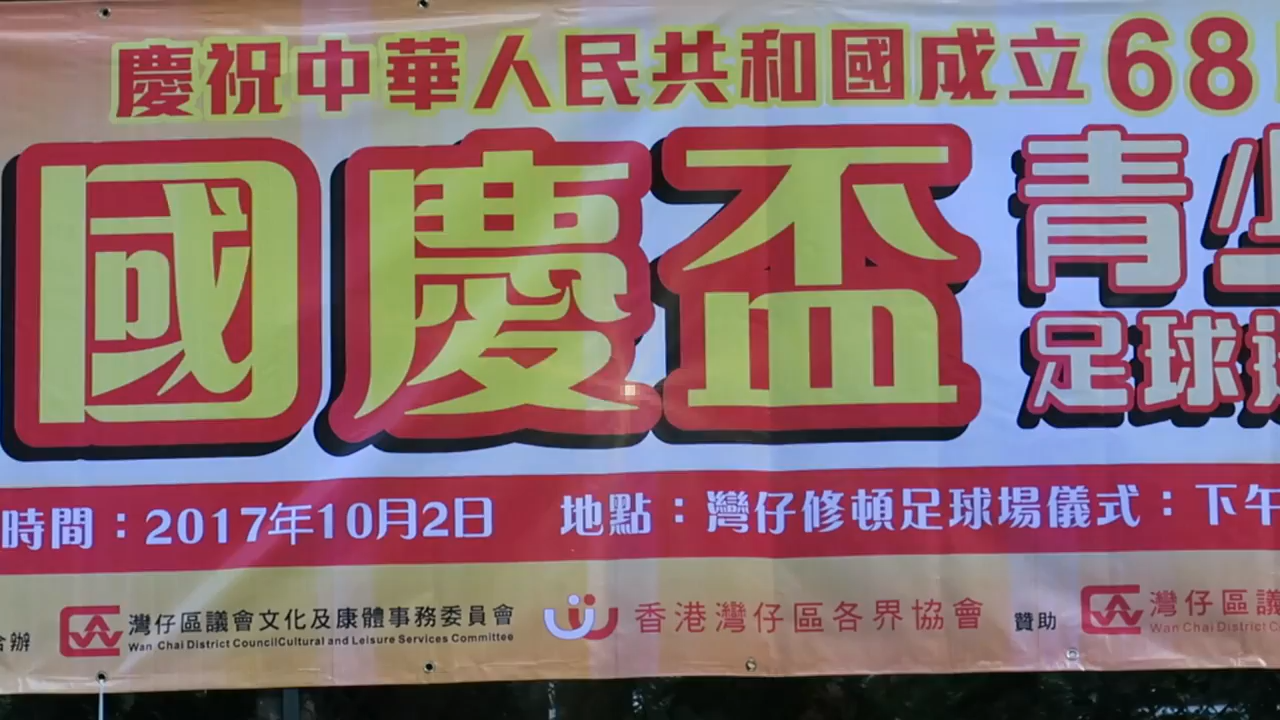 慶祝中華人民共和國成立68
國慶盃 青少
足球
時間：2017年10月2日 地點：灣仔修頓足球場儀式：下午
合辦 灣仔區議會文化及康體事務委員會 香港灣仔區各界協會 贊助 灣仔區議
Wan Chai District CouncilCultural and Leisure Services Committee Wan Chai District